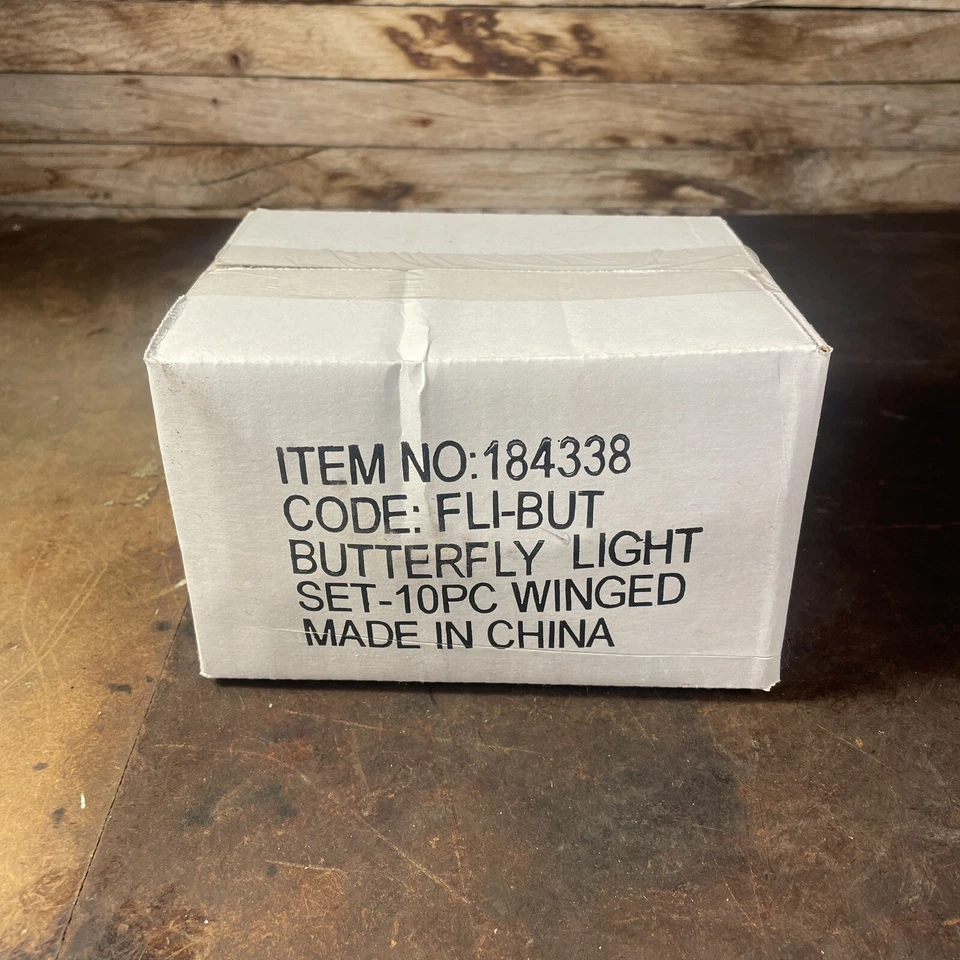 ITEM NO:184338
CODE: FLI-BUT
BUTTERFLY LIGHT
SET-10PC WINGED
MADE IN CHINA